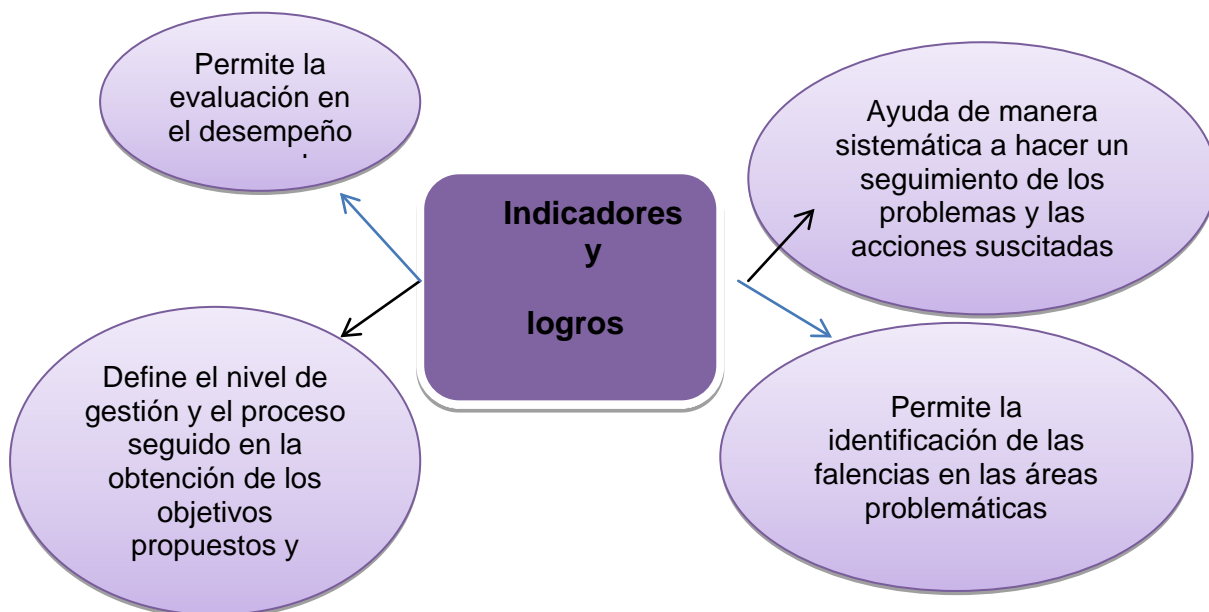 Permite la
evaluación en
el desempeño
Ayuda de manera
sistemática a hacer un
seguimiento de los
problemas y las
acciones suscitadas
Indicadores
y
logros
Define el nivel de
gestión y el proceso
seguido en la
obtención de los
objetivos
propuestos y
Permite la
identificación de las
falencias en las áreas
problemáticas